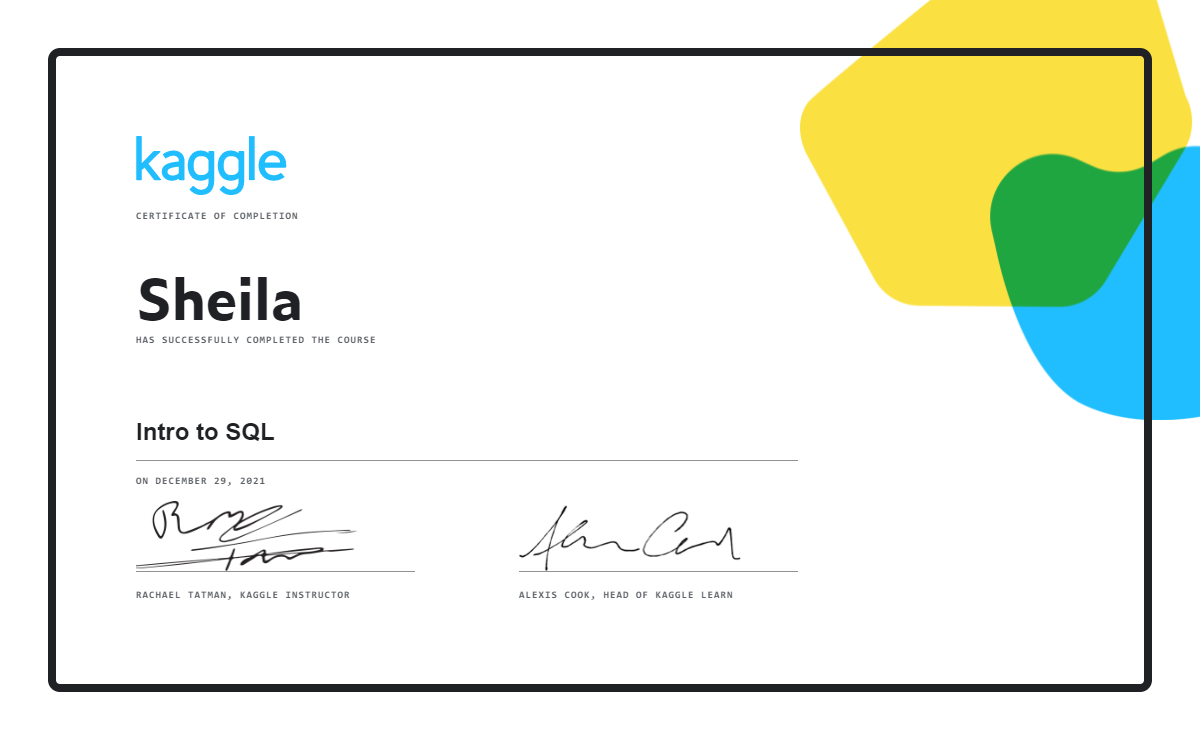 kaggle
CERTIFICATE OF COMPLETION
Sheila
HAS SUCCESSFULLY COMPLETED THE COURSE
Intro to SQL
ON DECEMBER 29, 2021
RACHAEL TATMAN, KAGGLE INSTRUCTOR
ALEXIS COOK, HEAD OF KAGGLE LEARN